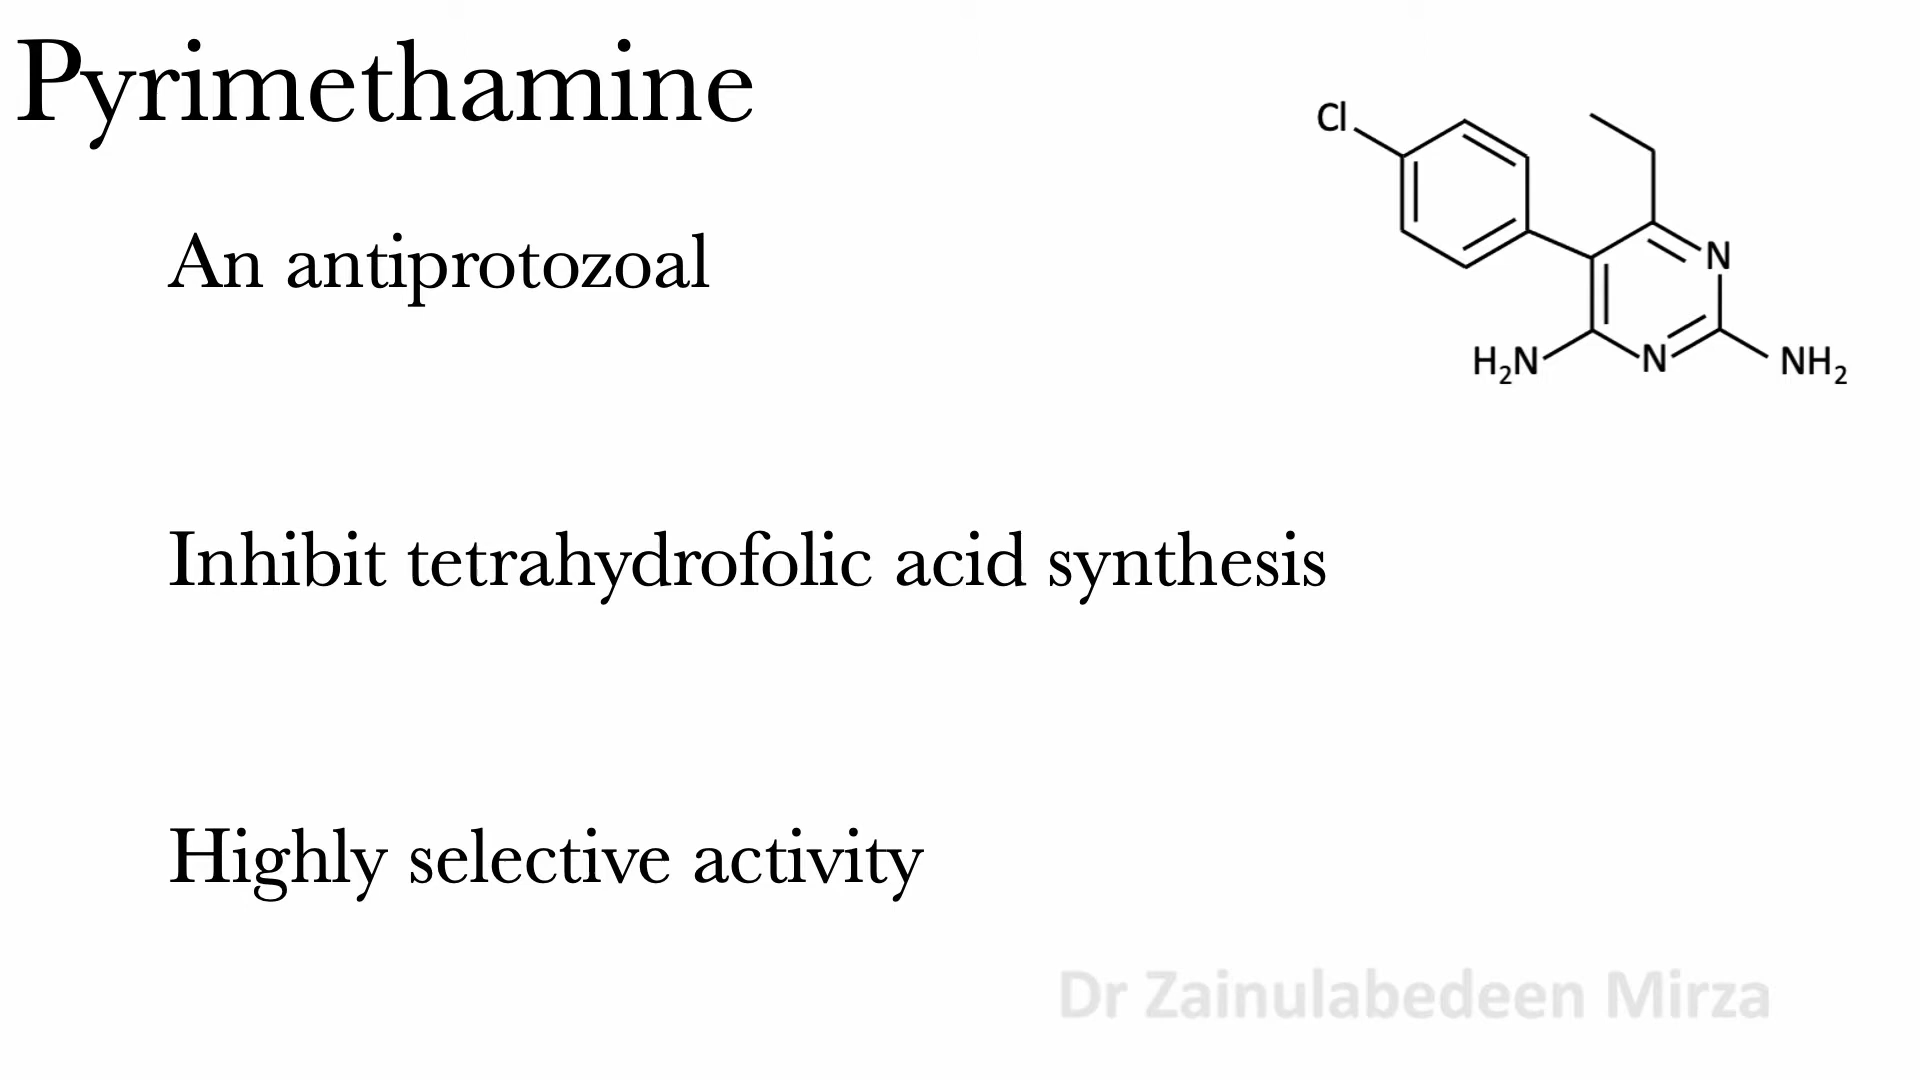 Pyrimethamine
An antiprotozoal
Inhibit tetrahydrofolic acid synthesis
Highly selective activity
Cl
N
H₂N
N
NH₂
Dr Zainulabedeen Mirza